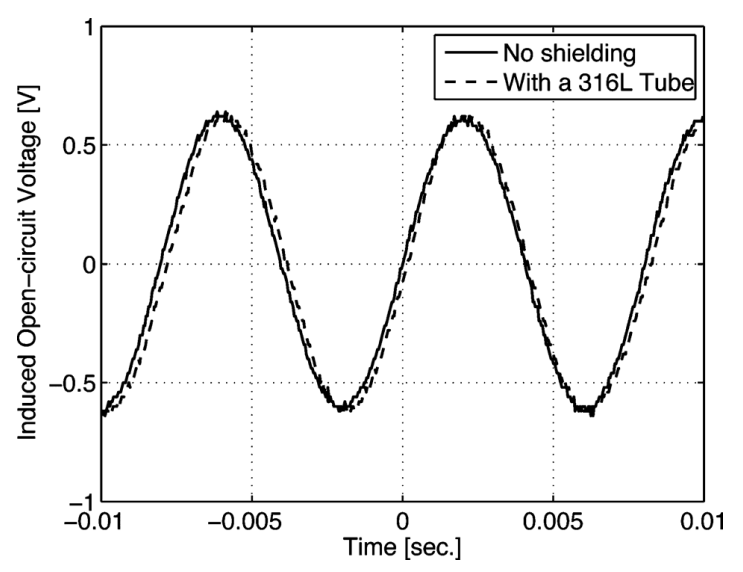 Induced Open−circuit Voltage [V]
1
0.5
0
−0.5
−1
No shielding
With a 316L Tube
−0.01
−0.005
0
0.005
0.01
Time [sec.]